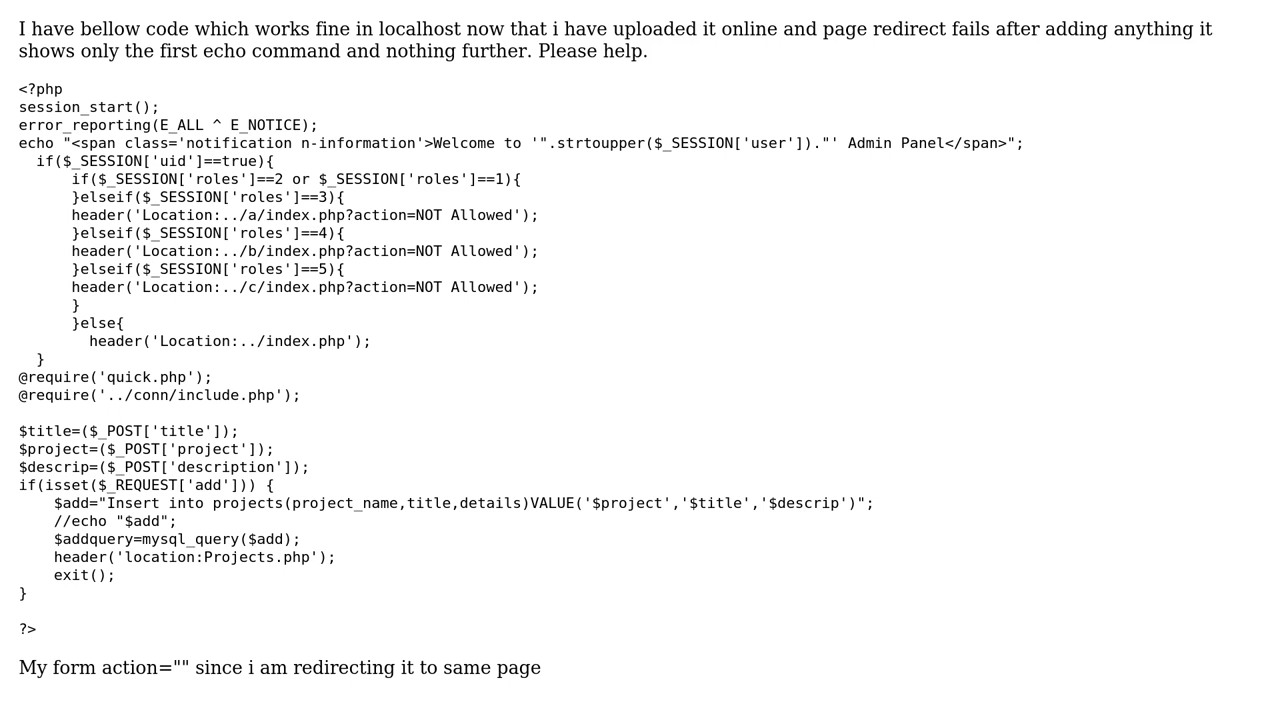 I have bellow code which works fine in localhost now that i have uploaded it online and page redirect fails after adding anything it
shows only the first echo command and nothing further. Please help.
<?php
session_start();
error_reporting(E_ALL ^ E_NOTICE);
echo "<span class='notification n-information'>Welcome to '".strtoupper($_SESSION['user'])."' Admin Panel</span>";
  if($_SESSION['uid']==true){
      if($_SESSION['roles']==2 or $_SESSION['roles']==1){
      }elseif($_SESSION['roles']==3){
      header('Location:../a/index.php?action=NOT Allowed');
      }elseif($_SESSION['roles']==4){
      header('Location:../b/index.php?action=NOT Allowed');
      }elseif($_SESSION['roles']==5){
      header('Location:../c/index.php?action=NOT Allowed');
      }
      }else{
        header('Location:../index.php');
  }
@require('quick.php');
@require('../conn/include.php');
$title=($_POST['title']);
$project=($_POST['project']);
$descrip=($_POST['description']);
if(isset($_REQUEST['add'])) {
    $add="Insert into projects(project_name,title,details)VALUE('$project','$title','$descrip')";
    //echo "$add";
    $addquery=mysql_query($add);
    header('location:Projects.php');
    exit();
}
?>
My form action="" since i am redirecting it to same page